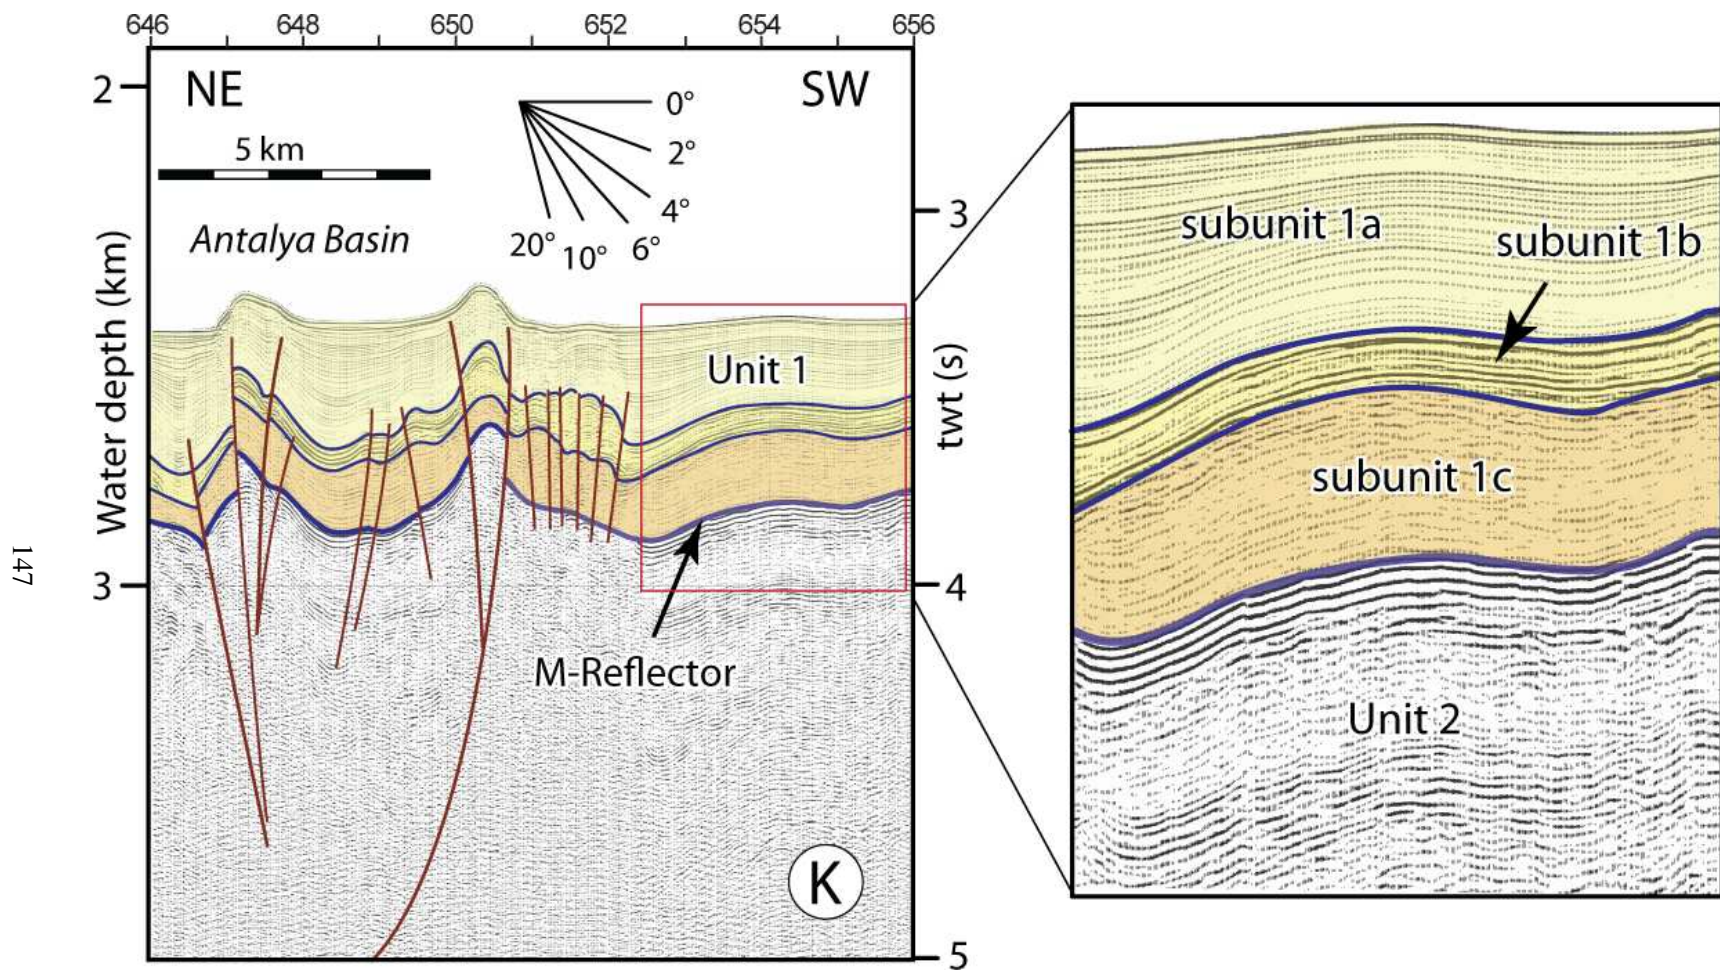 646 648 650 652 654 656
NE
SW
2
5 km
Antalya Basin
0°
2°
4°
6°
10°
20°
3
Water depth (km)
Unit 1
twt (s)
3
4
M-Reflector
K
5
subunit 1a
subunit 1b
subunit 1c
Unit 2
147